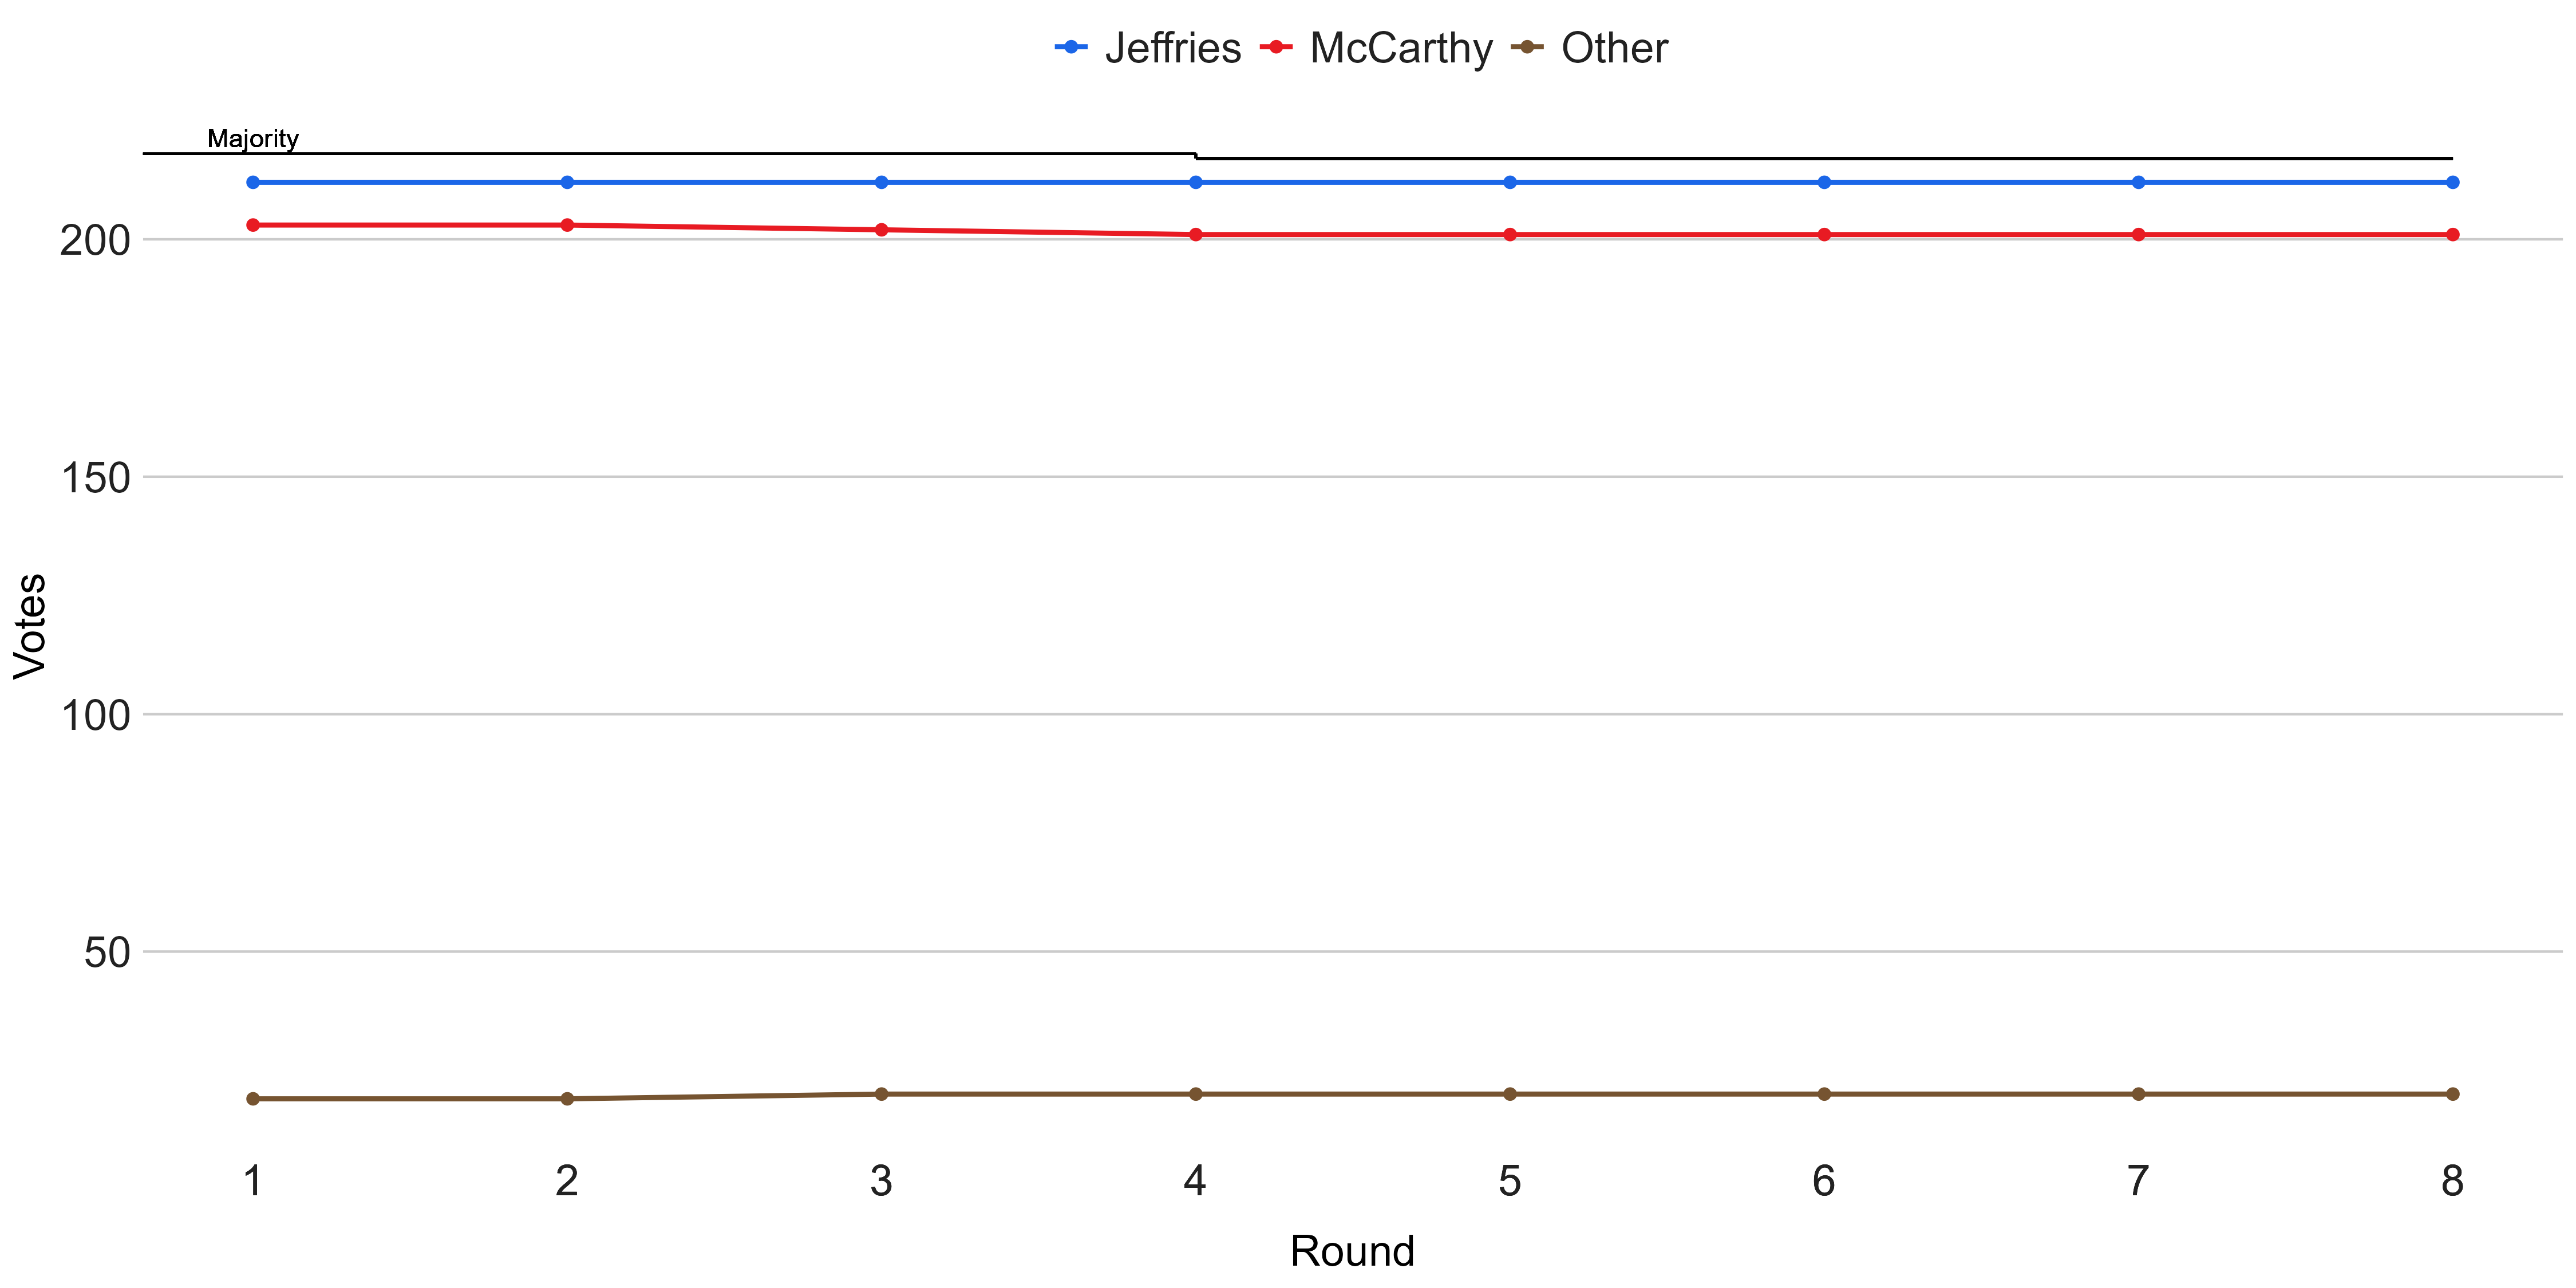 Jeffries McCarthy Other
Majority
200
150
100
50
Votes
1 2 3 4 5 6 7 8
Round